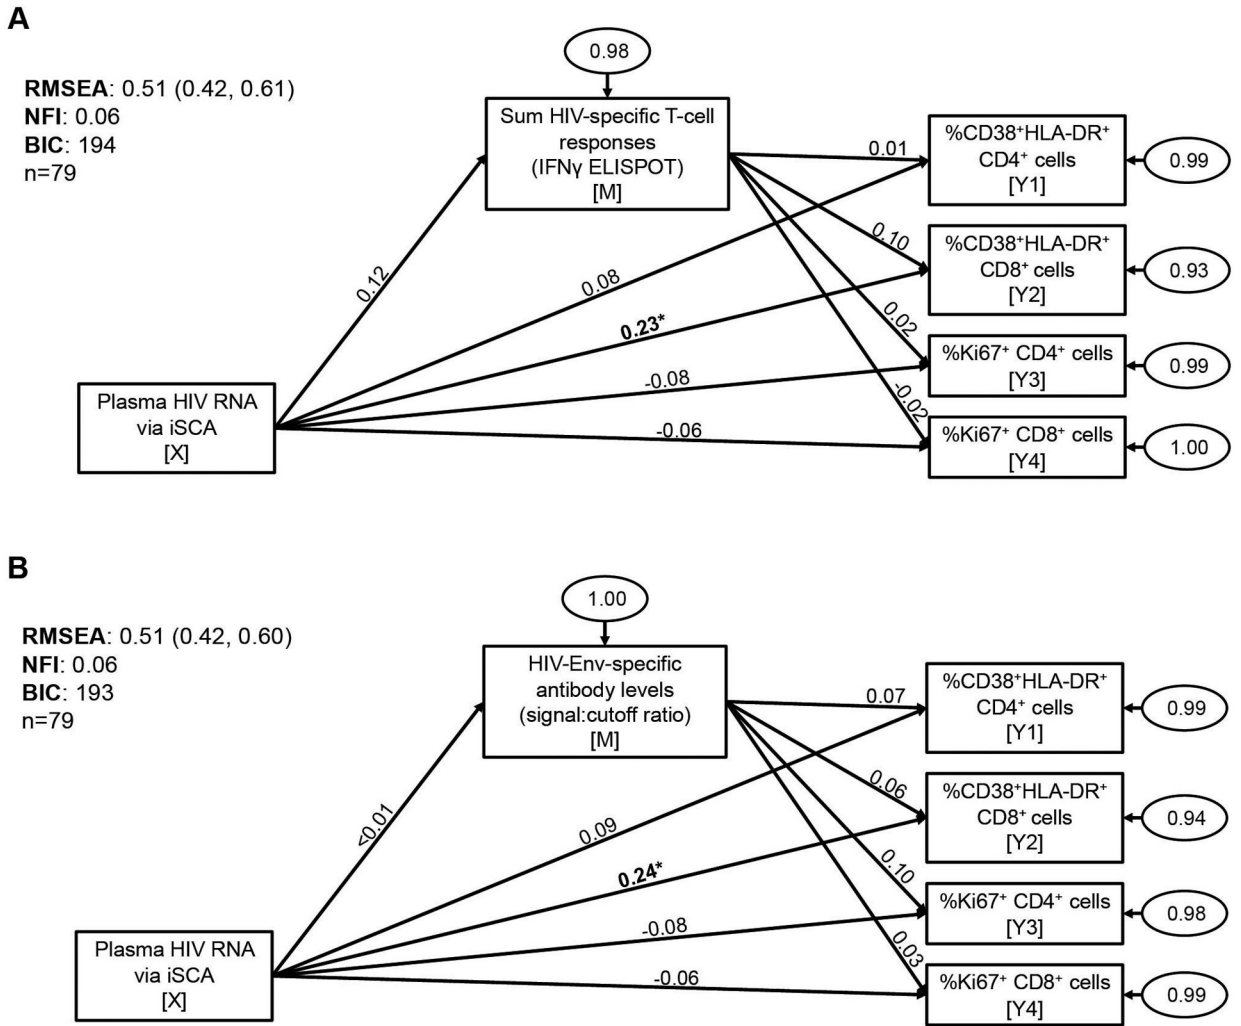 A
RMSEA: 0.51 (0.42, 0.61)
NFI: 0.06
BIC: 194
n=79
0.98
Sum HIV-specific T-cell
responses
(IFNγ ELISPOT)
[M]
%CD38⁺HLA-DR⁺
CD4⁺ cells
[Y1]
0.99
%CD38⁺HLA-DR⁺
CD8⁺ cells
[Y2]
0.93
%Ki67⁺ CD4⁺ cells
[Y3]
0.99
%Ki67⁺ CD8⁺ cells
[Y4]
1.00
Plasma HIV RNA
via iSCA
[X]
0.12
0.01
0.10
0.02
-0.02
0.08
0.23*
-0.08
-0.06
B
RMSEA: 0.51 (0.42, 0.60)
NFI: 0.06
BIC: 193
n=79
1.00
HIV-Env-specific
antibody levels
(signal:cutoff ratio)
[M]
%CD38⁺HLA-DR⁺
CD4⁺ cells
[Y1]
0.99
%CD38⁺HLA-DR⁺
CD8⁺ cells
[Y2]
0.94
%Ki67⁺ CD4⁺ cells
[Y3]
0.98
%Ki67⁺ CD8⁺ cells
[Y4]
0.99
Plasma HIV RNA
via iSCA
[X]
<0.01
0.07
0.06
0.10
0.03
0.09
0.24*
-0.08
-0.06